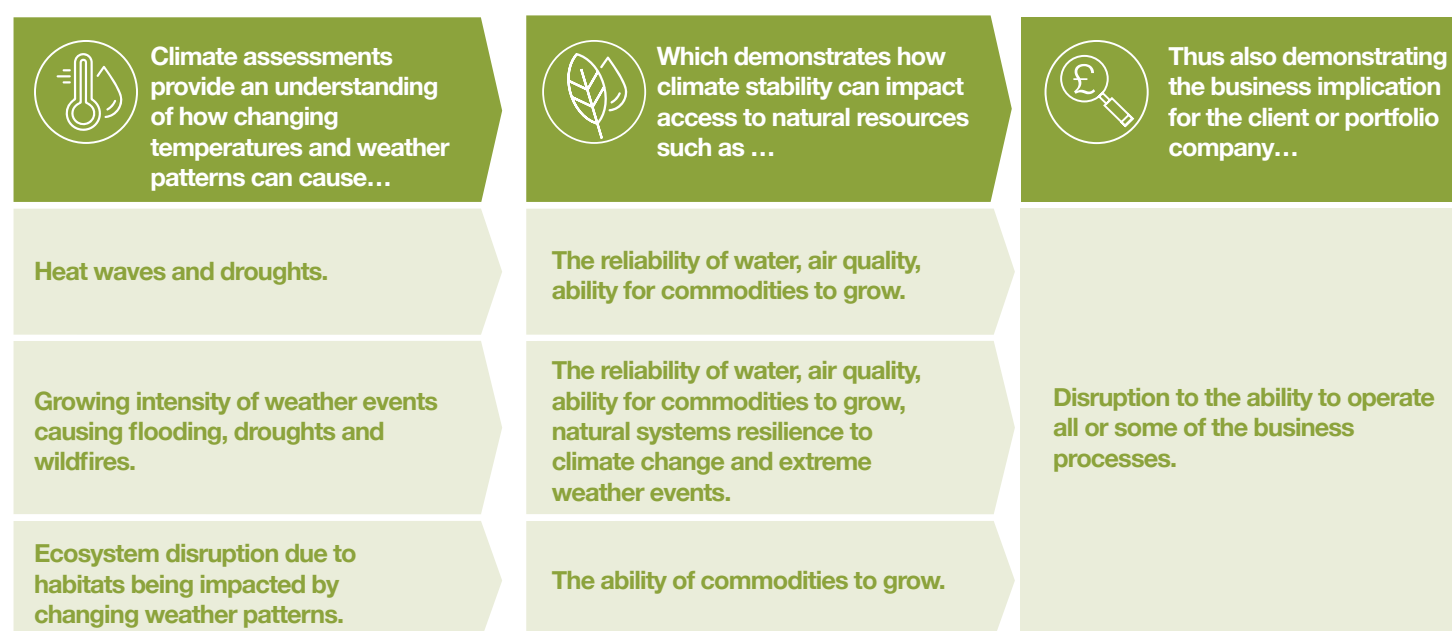 Climate assessments
provide an understanding
of how changing
temperatures and weather
patterns can cause…
Which demonstrates how
climate stability can impact
access to natural resources
such as …
£
Thus also demonstrating
the business implication
for the client or portfolio
company…
Heat waves and droughts.
The reliability of water, air quality,
ability for commodities to grow.
Growing intensity of weather events
causing flooding, droughts and
wildfires.
The reliability of water, air quality,
ability for commodities to grow,
natural systems resilience to
climate change and extreme
weather events.
Disruption to the ability to operate
all or some of the business
processes.
Ecosystem disruption due to
habitats being impacted by
changing weather patterns.
The ability of commodities to grow.